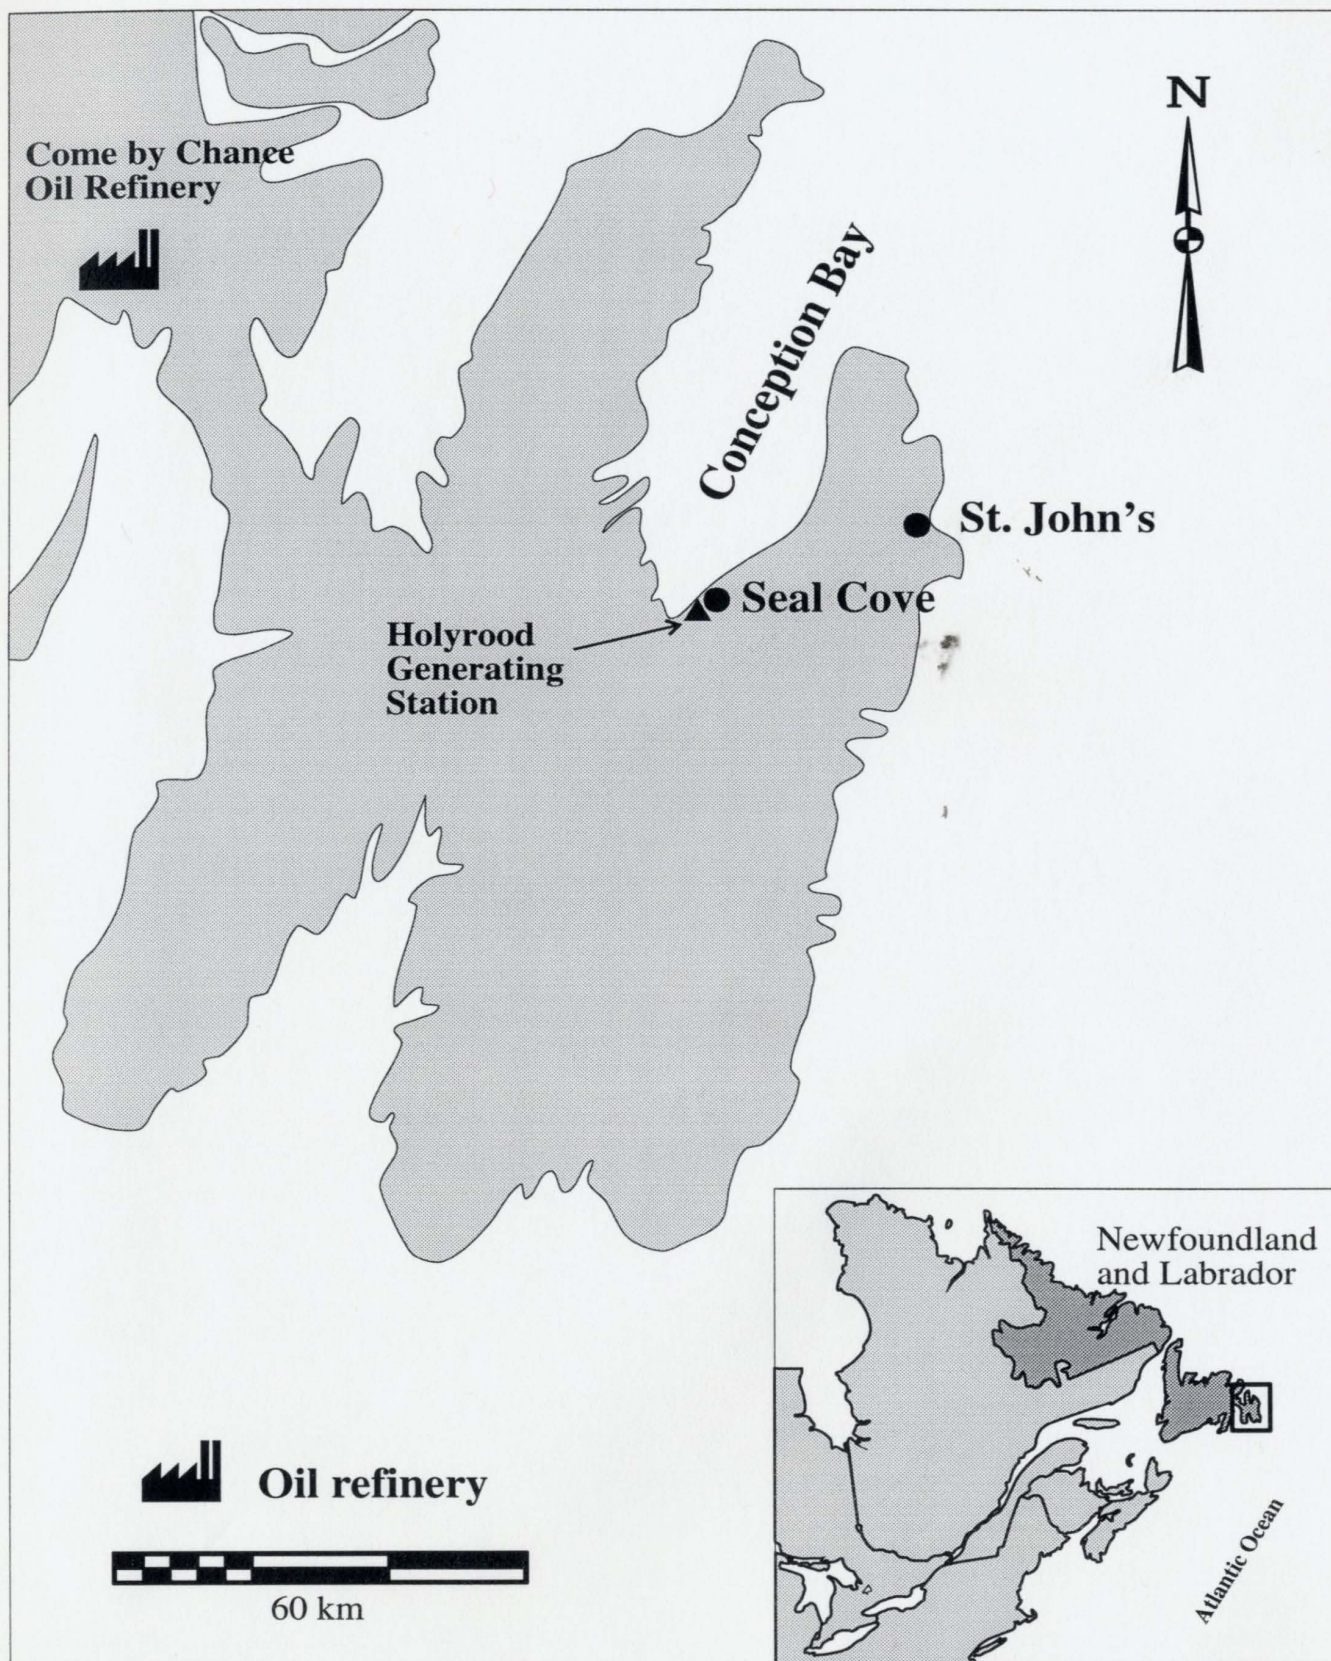 N
Come by Chance
Oil Refinery
Conception Bay
St. John's
Seal Cove
Holyrood
Generating
Station
Newfoundland
and Labrador
Atlantic Ocean
Oil refinery
60 km